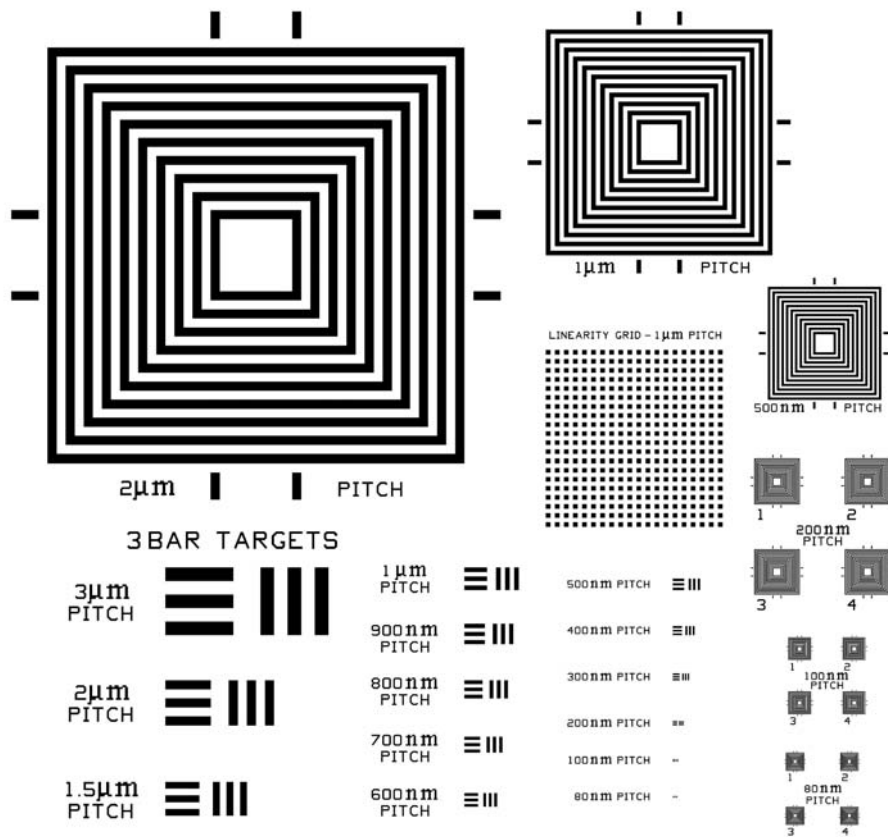 2µm PITCH
1µm PITCH
LINEARITY GRID - 1µm PITCH
500nm PITCH
1 2
200nm
PITCH
3 4
1 2
100nm
PITCH
3 4
1 2
80nm
PITCH
3 4
3 BAR TARGETS
3µm
PITCH
2µm
PITCH
1.5µm
PITCH
1µm
PITCH
900nm
PITCH
800nm
PITCH
700nm
PITCH
600nm
PITCH
500nm PITCH
400nm PITCH
300nm PITCH
200nm PITCH
100nm PITCH
80nm PITCH